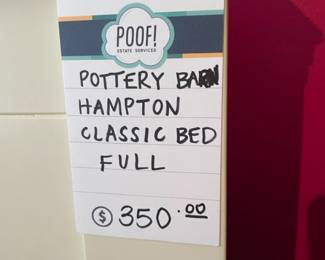 POOF!
ESTATE SERVICES
POTTERY BARN
HAMPTON
CLASSIC BED
FULL
$ 350.00